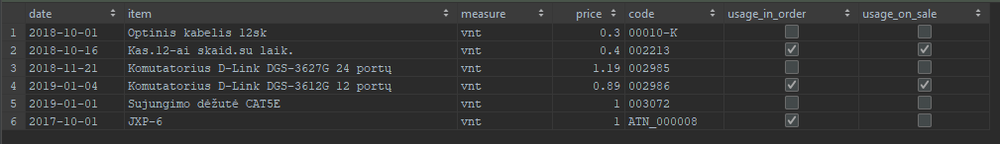 date item measure price code usage_in_order usage_on_sale
1 2018-10-01 Optinis kabelis 12sk vnt 0.3 00010-K
2 2018-10-16 Kas.12-ai skaid.su laik. vnt 0.4 002213
3 2018-11-21 Komutatorius D-Link DGS-3627G 24 portų vnt 1.19 002985
4 2019-01-04 Komutatorius D-Link DGS-3612G 12 portų vnt 0.89 002986
5 2019-01-01 Sujungimo dėžutė CAT5E vnt 1 003072
6 2017-10-01 JXP-6 vnt 1 ATN_000008